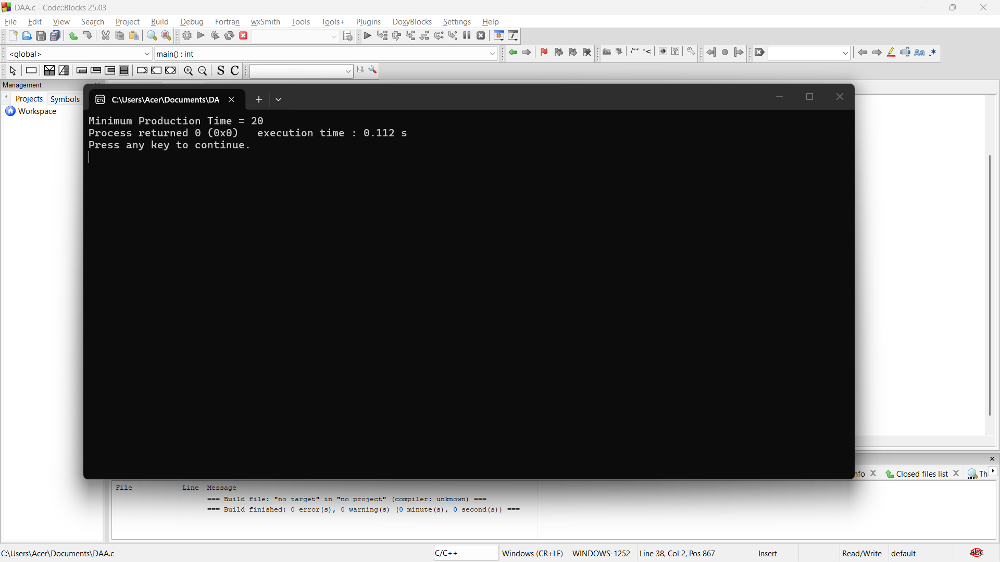 DAA.c - Code::Blocks 25.03
File Edit View Search Project Build Debug Fortran wxSmith Tools Tools+ Plugins DoxyBlocks Settings Help
<global> main() : int
S C
Management
Projects Symbols
Workspace
C:\Users\Acer\Documents\DA
Minimum Production Time = 20
Process returned 0 (0x0)   execution time : 0.112 s
Press any key to continue.
nfo Closed files list Th
File Line Message
=== Build file: "no target" in "no project" (compiler: unknown) ===
=== Build finished: 0 error(s), 0 warning(s) (0 minute(s), 0 second(s)) ===
C:\Users\Acer\Documents\DAA.c C/C++ Windows (CR+LF) WINDOWS-1252 Line 38, Col 2, Pos 867 Insert Read/Write default abc